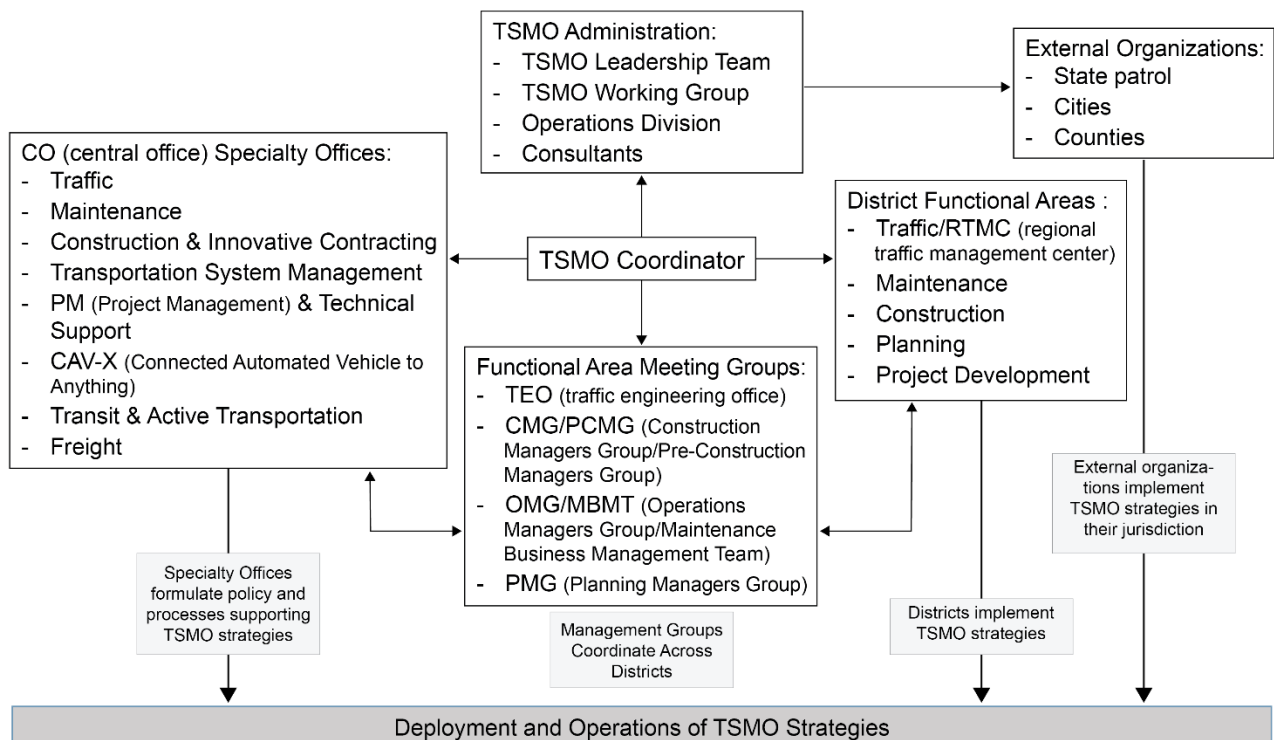 TSMO Administration:
- TSMO Leadership Team
- TSMO Working Group
- Operations Division
- Consultants
External Organizations:
- State patrol
- Cities
- Counties
CO (central office) Specialty Offices:
- Traffic
- Maintenance
- Construction & Innovative Contracting
- Transportation System Management
- PM (Project Management) & Technical
Support
- CAV-X (Connected Automated Vehicle to
Anything)
- Transit & Active Transportation
- Freight
TSMO Coordinator
District Functional Areas :
- Traffic/RTMC (regional
traffic management center)
- Maintenance
- Construction
- Planning
- Project Development
Functional Area Meeting Groups:
- TEO (traffic engineering office)
- CMG/PCMG (Construction
Managers Group/Pre-Construction
Managers Group)
- OMG/MBMT (Operations
Managers Group/Maintenance
Business Management Team)
- PMG (Planning Managers Group)
Specialty Offices
formulate policy and
processes supporting
TSMO strategies
Management Groups
Coordinate Across
Districts
Districts implement
TSMO strategies
External organiza-
tions implement
TSMO strategies in
their jurisdiction
Deployment and Operations of TSMO Strategies